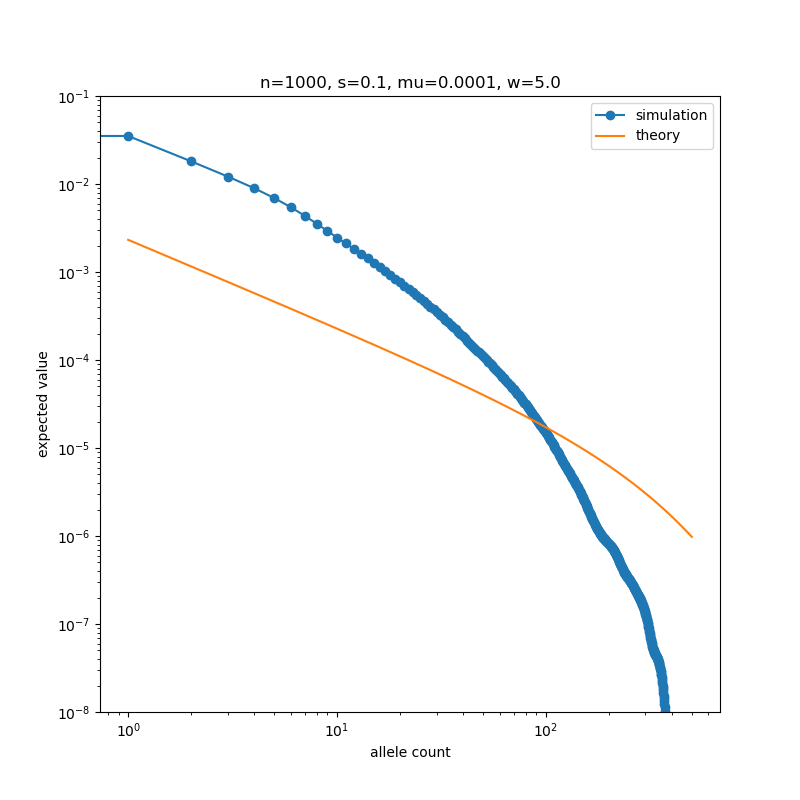 n=1000, s=0.1, mu=0.0001, w=5.0
simulation
theory
expected value
10⁻¹
10⁻²
10⁻³
10⁻⁴
10⁻⁵
10⁻⁶
10⁻⁷
10⁻⁸
10⁰ 10¹ 10²
allele count